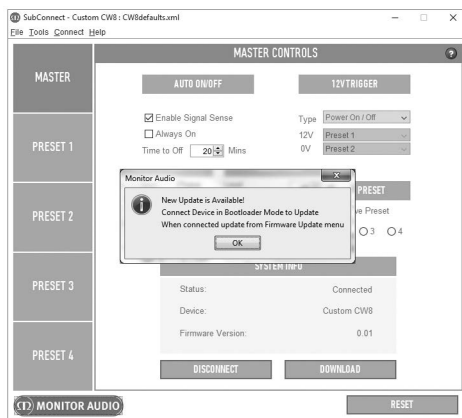 SubConnect - Custom CW8 : CW8defaults.xml
File Tools Connect Help
MASTER CONTROLS
?
MASTER
PRESET 1
PRESET 2
PRESET 3
PRESET 4
AUTO ON/OFF
Enable Signal Sense
Always On
Time to Off 20 Mins
12V TRIGGER
Type Power On / Off
12V Preset 1
0V Preset 2
PRESET
ve Preset
3 4
Monitor Audio
New Update is Available!
Connect Device in Bootloader Mode to Update
When connected update from Firmware Update menu
OK
SYSTEM INFO
Status: Connected
Device: Custom CW8
Firmware Version: 0.01
DISCONNECT DOWNLOAD
MONITOR AUDIO
RESET